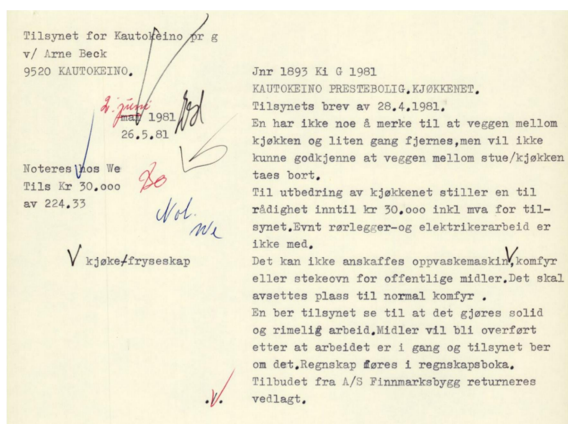 Tilsynet for Kautokeino pr g
v/ Arne Beck
9520 KAUTOKEINO.
2. juni
mai 1981
26.5.81
Noteres hos We
Tils Kr 30.000
av 224.33
Not.
We
V kjøke/fryseskap
Jnr 1893 Ki G 1981
KAUTOKEINO PRESTEBOLIG.KJØKKENET.
Tilsynets brev av 28.4.1981.
En har ikke noe å merke til at veggen mellom
kjøkken og liten gang fjernes,men vil ikke
kunne godkjenne at veggen mellom stue/kjøkken
taes bort.
Til utbedring av kjøkkenet stiller en til
rådighet inntil kr 30.000 inkl mva for til-
synet.Evnt rørlegger-og elektrikerarbeid er
ikke med.
Det kan ikke anskaffes oppvaskemaskin,V komfyr
eller stekeovn for offentlige midler.Det skal
avsettes plass til normal komfyr .
En ber tilsynet se til at det gjøres solid
og rimelig arbeid.Midler vil bli overført
etter at arbeidet er i gang og tilsynet ber
om det.Regnskap føres i regnskapsboka.
Tilbudet fra A/S Finnmarksbygg returneres
vedlagt.
.V.